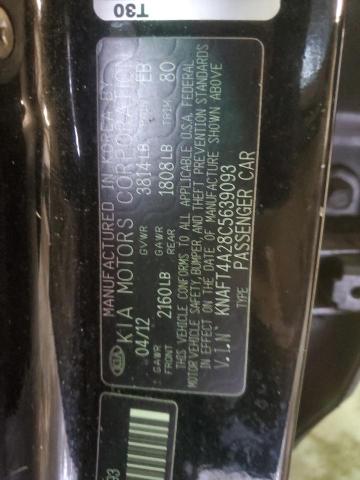 T30
MANUFACTURED IN KOREA BY
KIA KIA MOTORS CORPORATION
04/12 GVWR 3814LB EB
GAWR FRONT 2160LB GAWR REAR 1808LB TRIM 80
THIS VEHICLE CONFORMS TO ALL APPLICABLE U.S.A. FEDERAL
MOTOR VEHICLE SAFETY, BUMPER, AND THEFT PREVENTION STANDARDS
IN EFFECT ON THE DATE OF MANUFACTURE SHOWN ABOVE
V.I.N: KNAFT4A28C5639093
TYPE: PASSENGER CAR
93